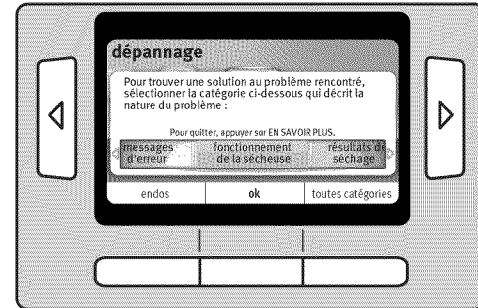 dépannage
Pour trouver une solution au problème rencontré,
sélectionner la catégorie ci-dessous qui décrit la
nature du problème :
Pour quitter, appuyer sur EN SAVOIR PLUS.
messages fonctionnement résultats de
d'erreur de la sécheuse séchage
endos ok toutes catégories